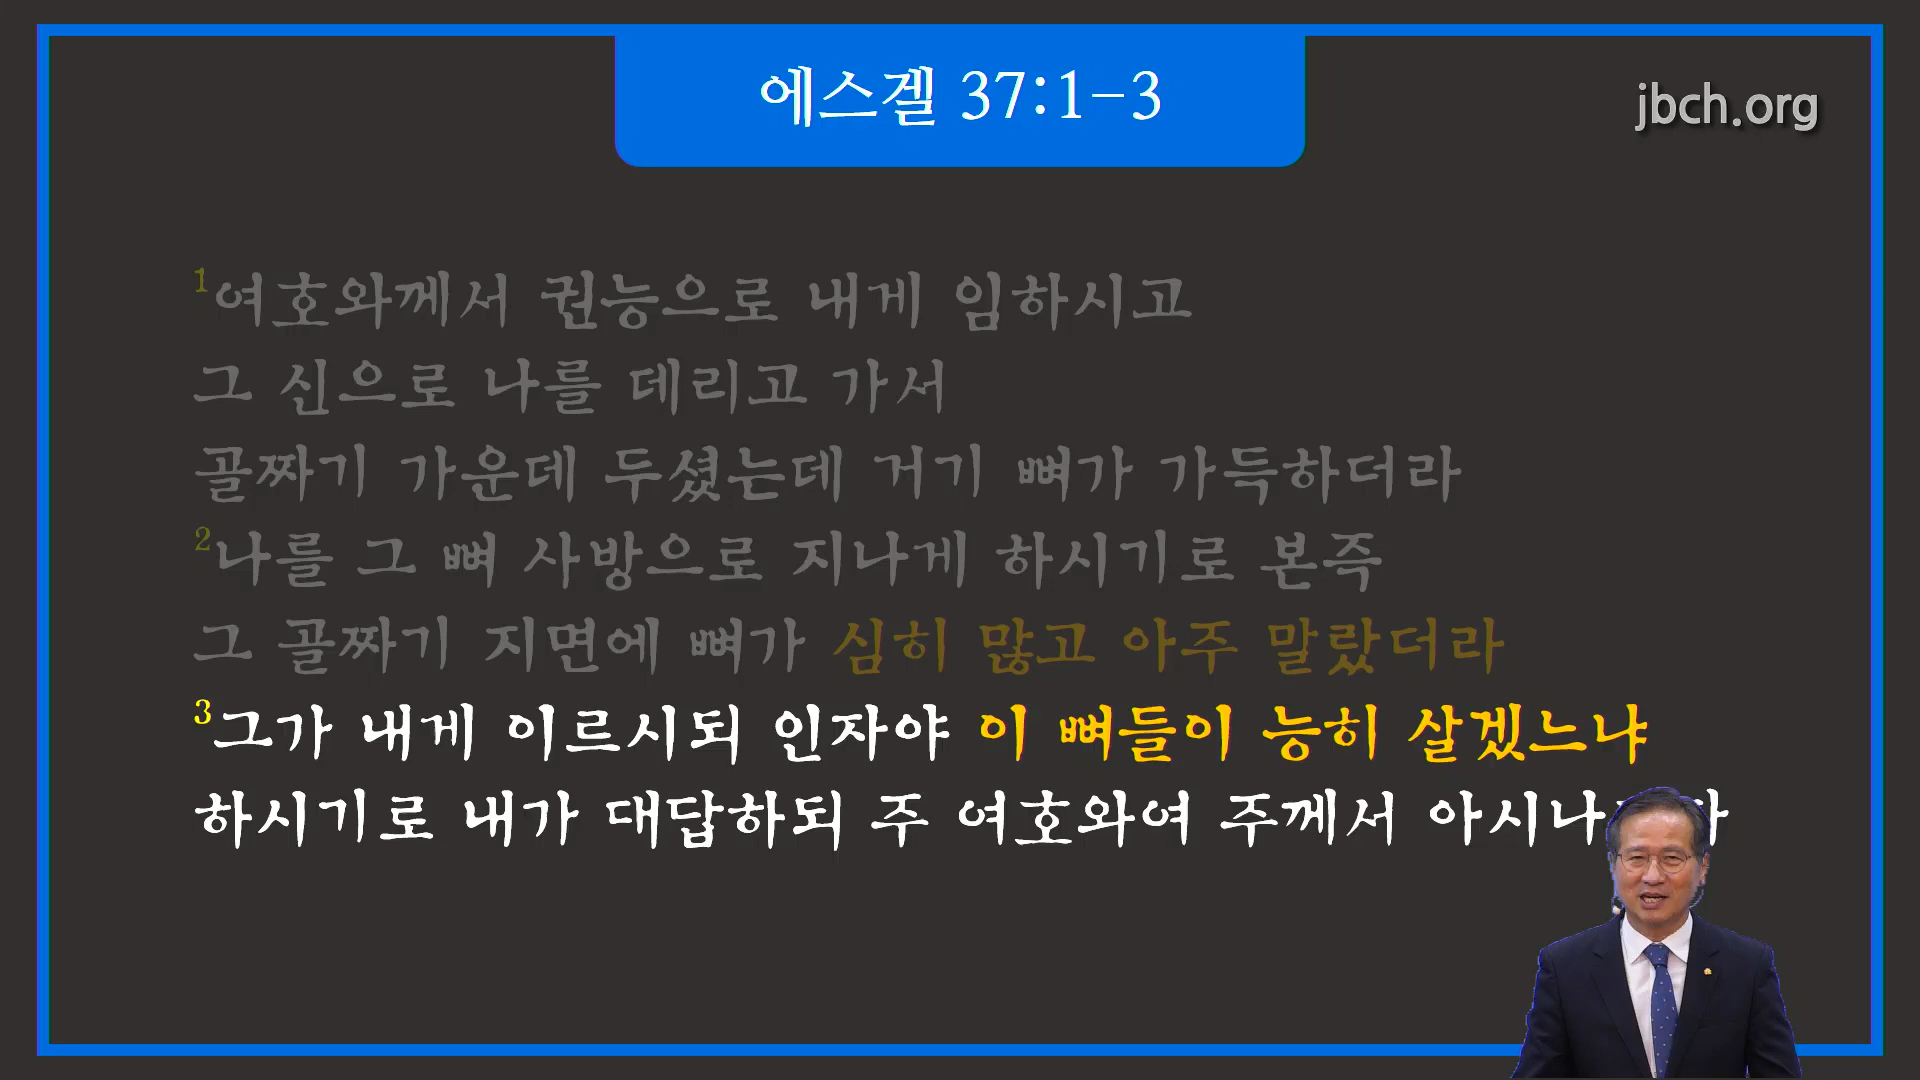 에스겔 37:1-3
jbch.org
1여호와께서 권능으로 내게 임하시고
그 신으로 나를 데리고 가서
골짜기 가운데 두셨는데 거기 뼈가 가득하더라
2나를 그 뼈 사방으로 지나게 하시기로 본즉
그 골짜기 지면에 뼈가 심히 많고 아주 말랐더라
3그가 내게 이르시되 인자야 이 뼈들이 능히 살겠느냐
하시기로 내가 대답하되 주 여호와여 주께서